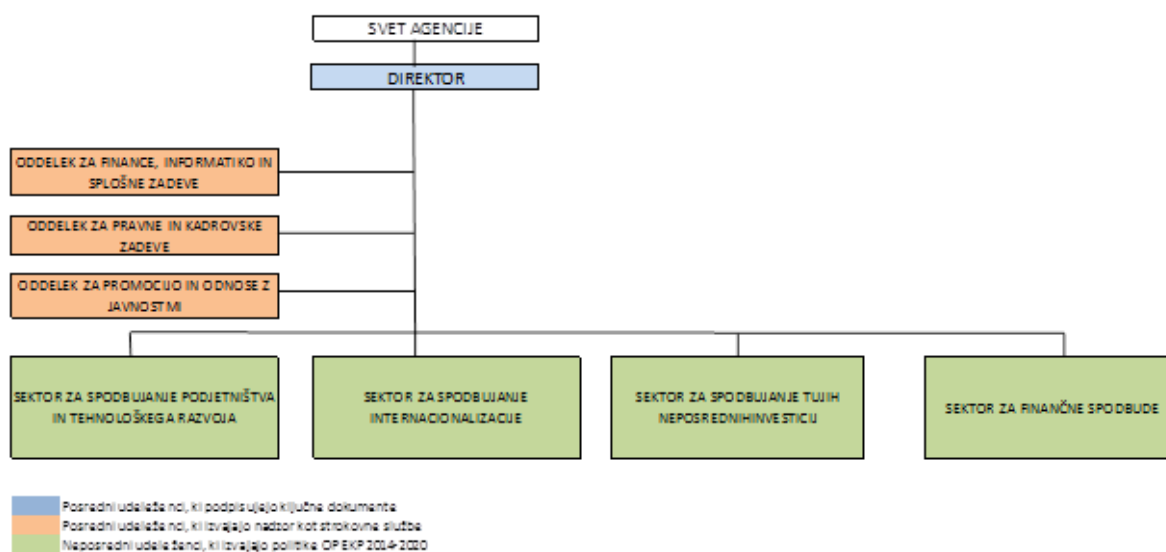 SVET AGENCIJE
DIREKTOR
ODDELEK ZA FINANCE, INFORMATIKO IN
SPLOŠNE ZADEVE
ODDELEK ZA PRAVNE IN KADROVSKE
ZADEVE
ODDELEK ZA PROMOCIJO IN ODNOSE Z
JAVNOSTMI
SEKTOR ZA SPODBUJANJE PODJETNIŠTVA
IN TEHNOLOŠKEGA RAZVOJA
SEKTOR ZA SPODBUJANJE
INTERNACIONALIZACIJE
SEKTOR ZA SPODBUJANJE TUJIH
NEPOSREDNIHINVESTICIJ
SEKTOR ZA FINANČNE SPODBUDE
Posredni udeleženci, ki podpisujejo ključne dokumente
Posredni udeleženci, ki izvajajo nadzor kot strokovne službe
Neposredni udeleženci, ki izvajajo politike OP EKP 2014-2020